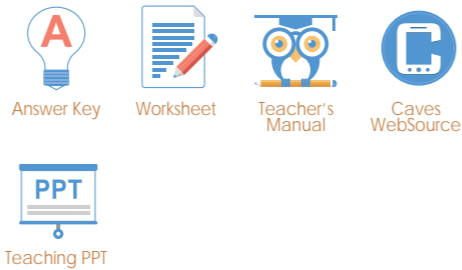 A
Answer Key
Worksheet
Teacher's
Manual
C
Caves
WebSource
PPT
Teaching PPT